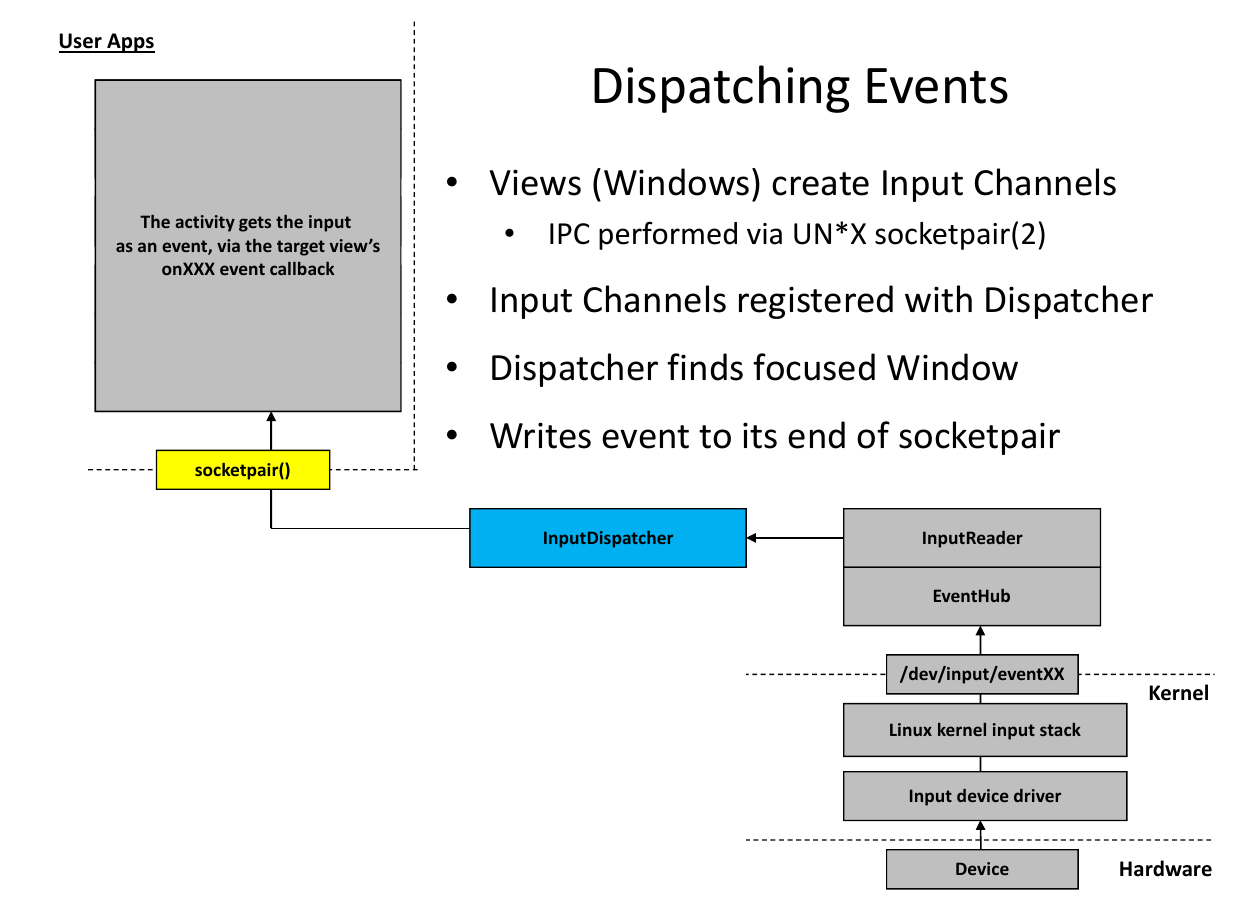 User Apps
Dispatching Events
The activity gets the input
as an event, via the target view’s
onXXX event callback
• Views (Windows) create Input Channels
• IPC performed via UN*X socketpair(2)
• Input Channels registered with Dispatcher
• Dispatcher finds focused Window
• Writes event to its end of socketpair
socketpair()
InputDispatcher
InputReader
EventHub
/dev/input/eventXX
Kernel
Linux kernel input stack
Input device driver
Device
Hardware